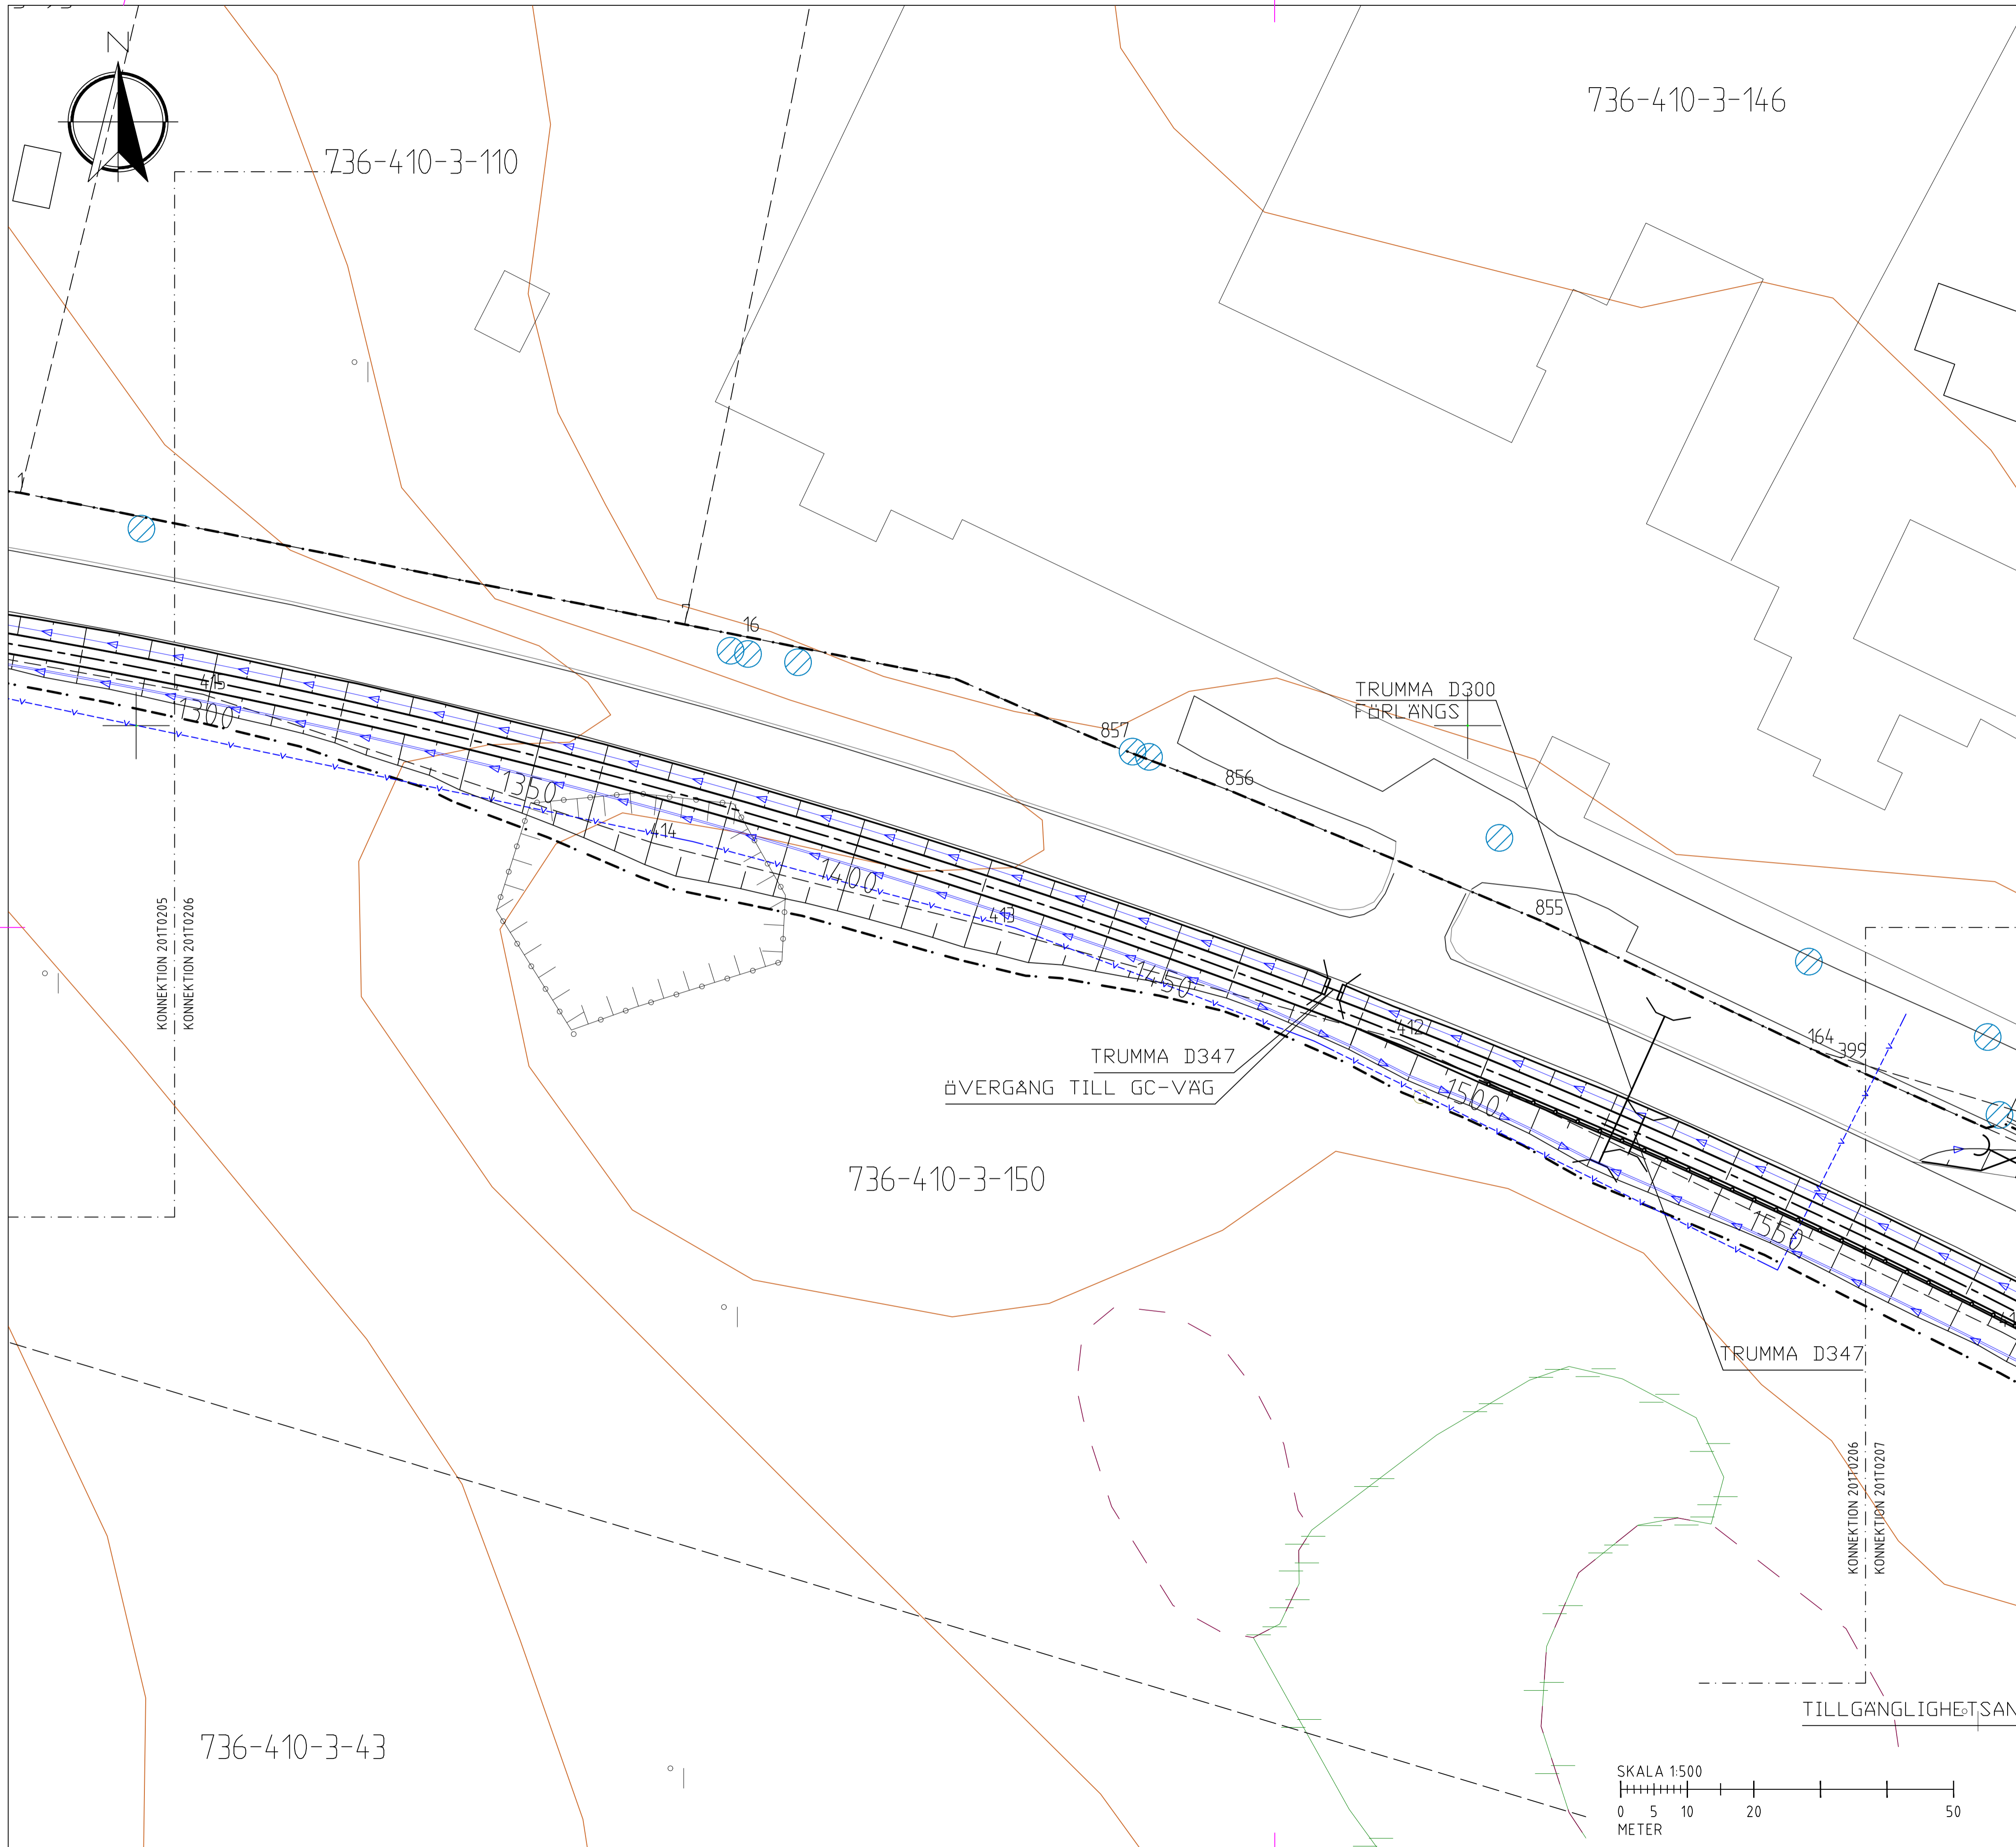 N
736-410-3-146
736-410-3-110
1
7
16
415
1300
TRUMMA D300
FÖRLÄNGS
857
856
1350
414
1400
413
855
1450
412
164
399
KONNEKTION 201T0205
KONNEKTION 201T0206
TRUMMA D347
ÖVERGÅNG TILL GC-VÄG
1500
736-410-3-150
1550
TRUMMA D347
KONNEKTION 201T0206
KONNEKTION 201T0207
TILLGÄNGLIGHETSAN
736-410-3-43
SKALA 1:500
0 5 10 20 50
METER